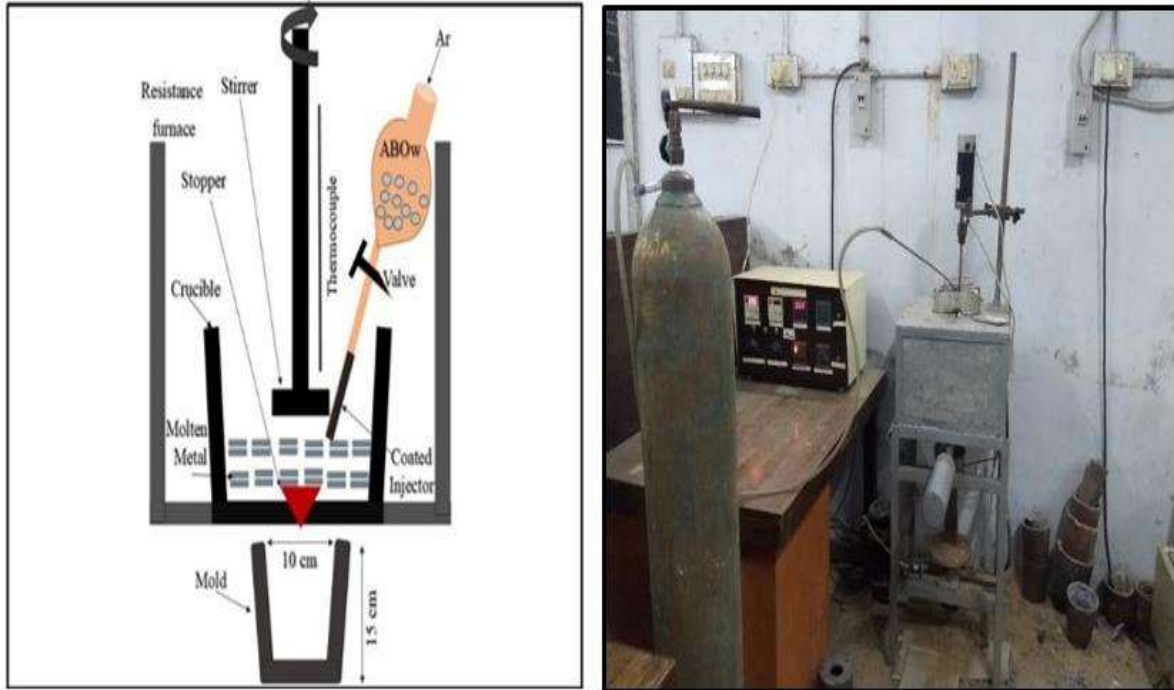 Ar
Resistance
furnace
Stirrer
ABOw
Stopper
Thermocouple
Valve
Crucible
Molten
Metal
Coated
Injector
10 cm
Mold
15 cm